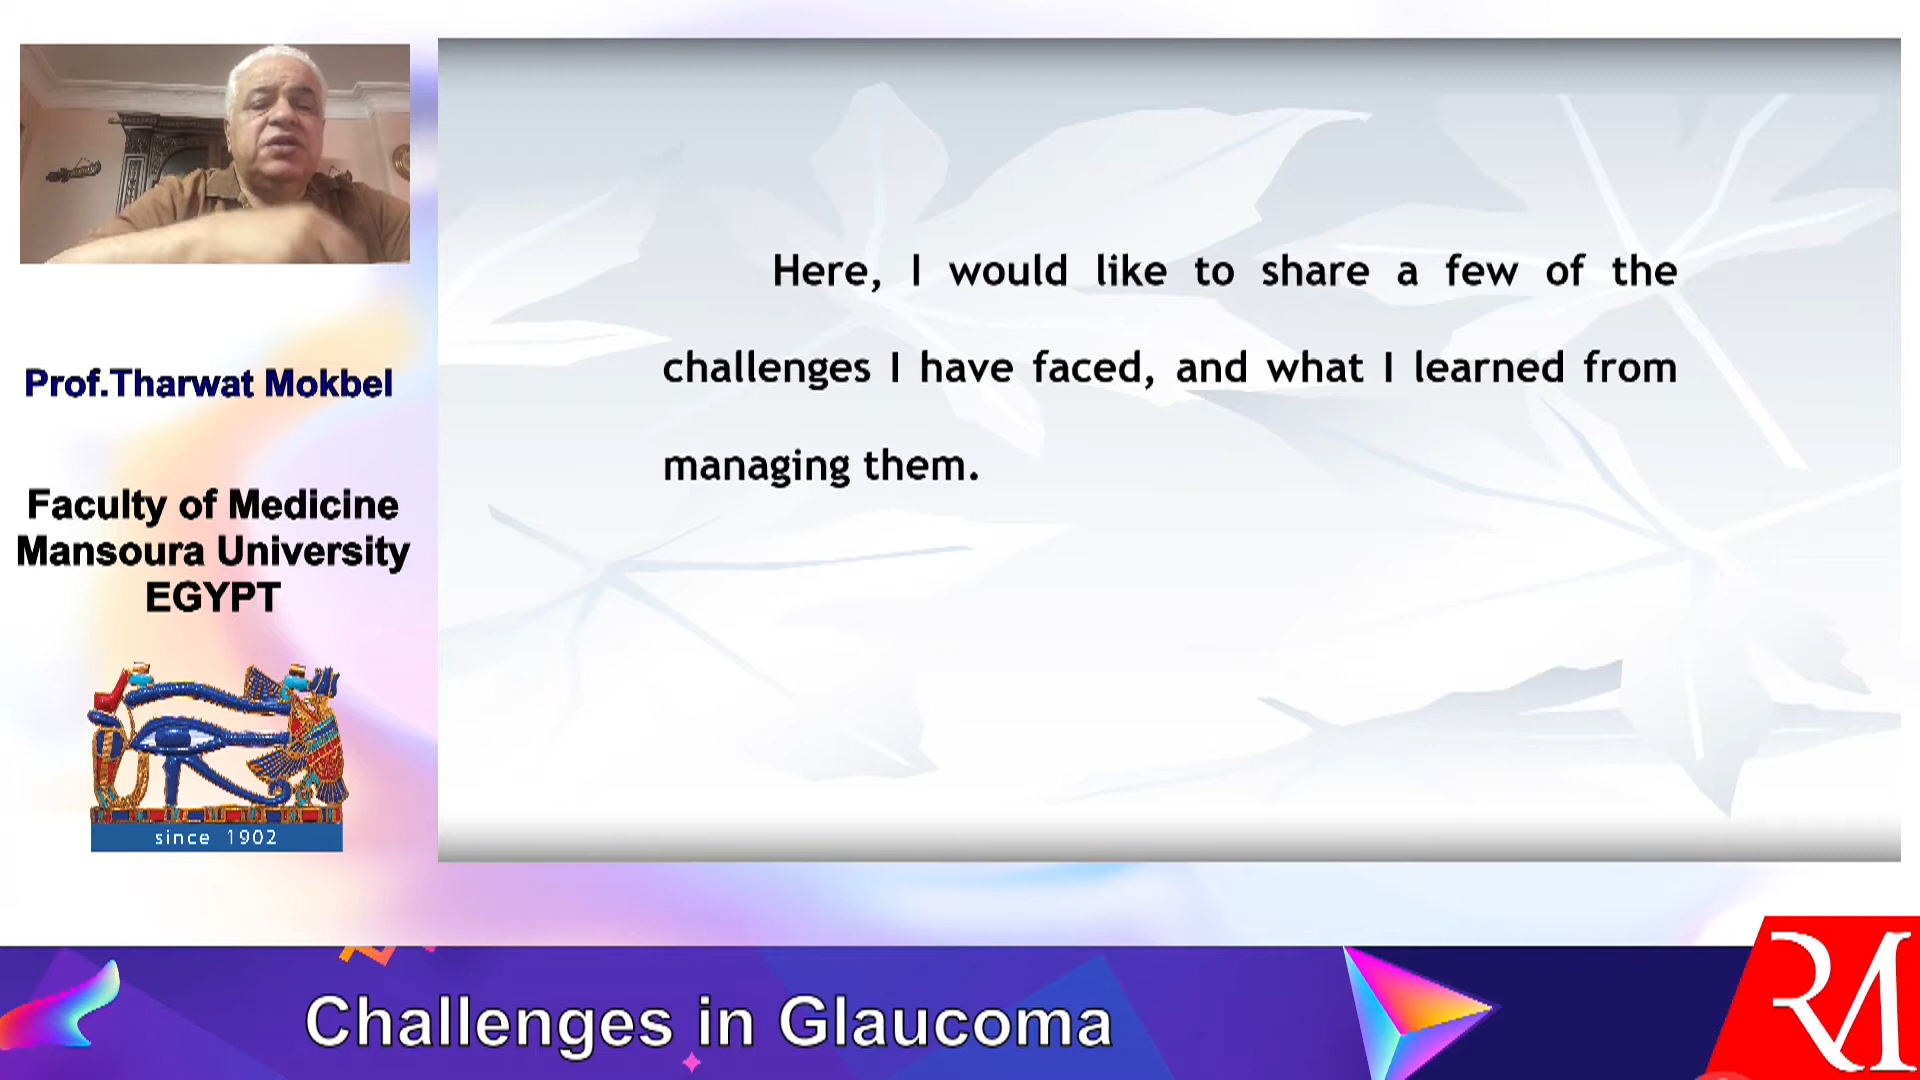 Prof.Tharwat Mokbel
Faculty of Medicine
Mansoura University
EGYPT
since 1902
Here, I would like to share a few of the
challenges I have faced, and what I learned from
managing them.
Challenges in Glaucoma
RM